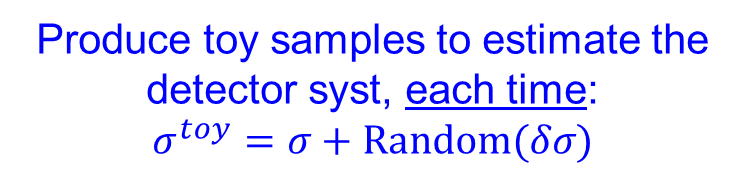 Produce toy samples to estimate the
detector syst, each time:
σ^{toy} = σ + Random(δσ)